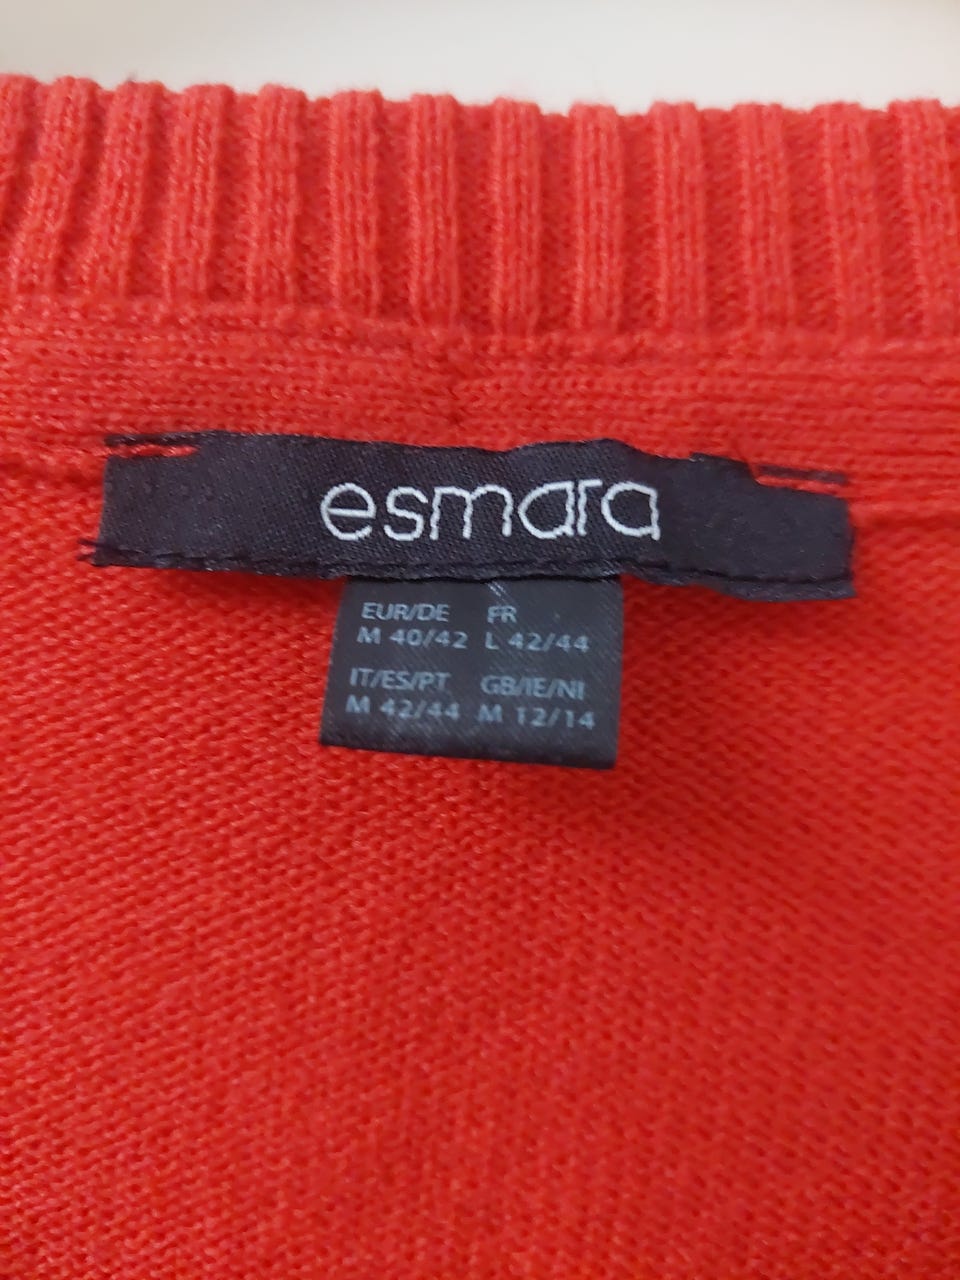 esmara
EUR/DE FR
M 40/42 L 42/44
IT/ES/PT GB/IE/NI
M 42/44 M 12/14